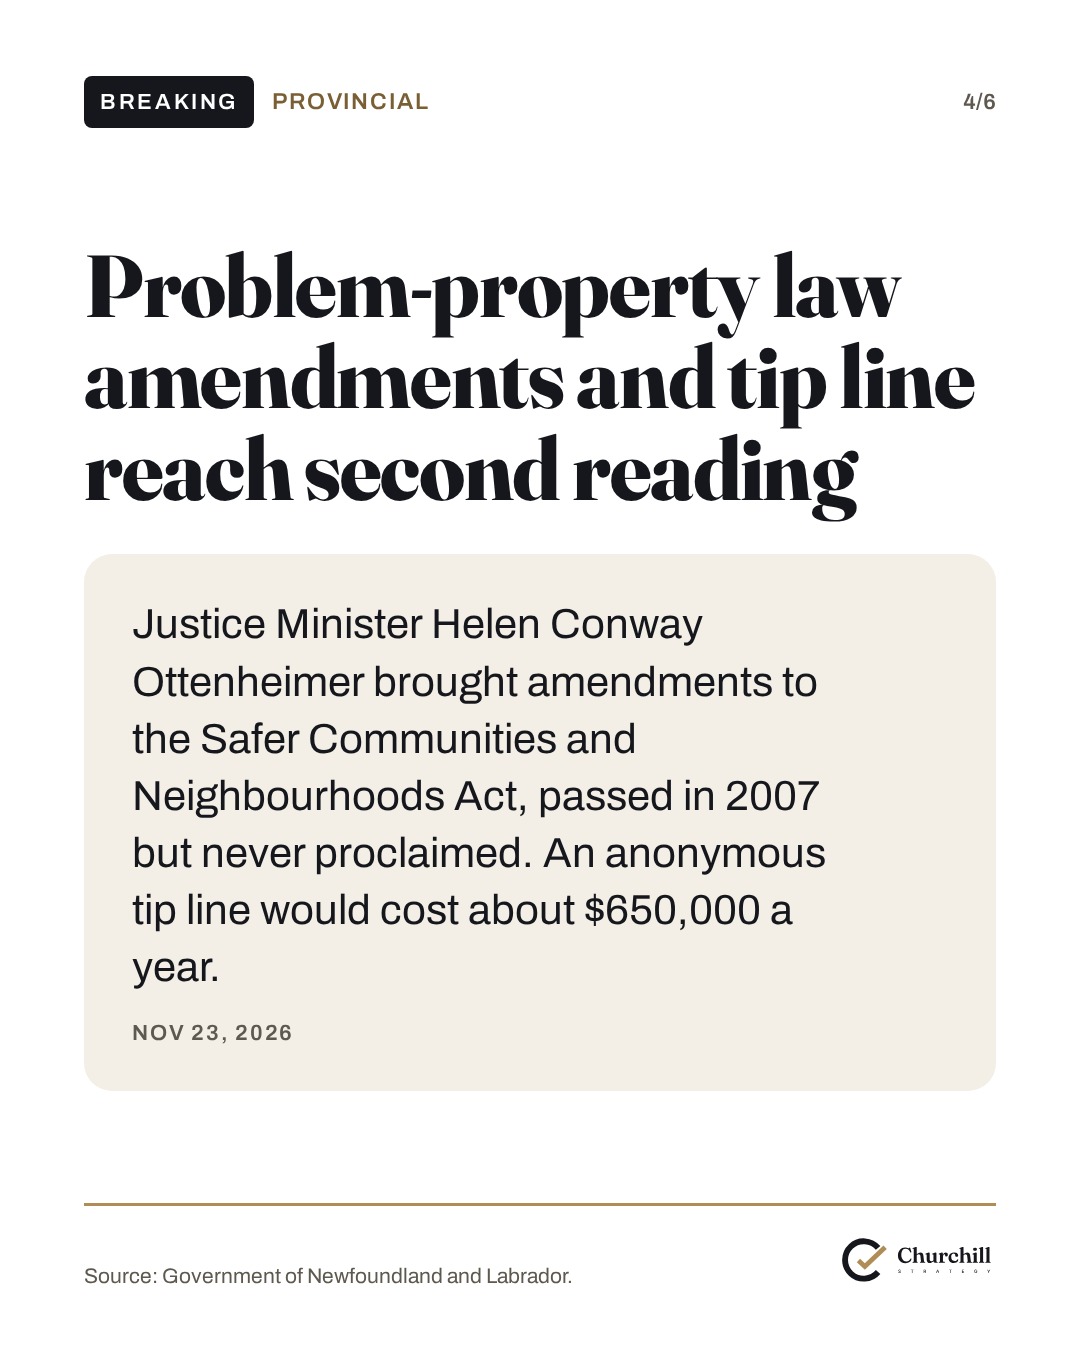 BREAKING PROVINCIAL 4/6
Problem-property law
amendments and tip line
reach second reading
Justice Minister Helen Conway
Ottenheimer brought amendments to
the Safer Communities and
Neighbourhoods Act, passed in 2007
but never proclaimed. An anonymous
tip line would cost about $650,000 a
year.
NOV 23, 2026
Source: Government of Newfoundland and Labrador.
Churchill
STRATEGY